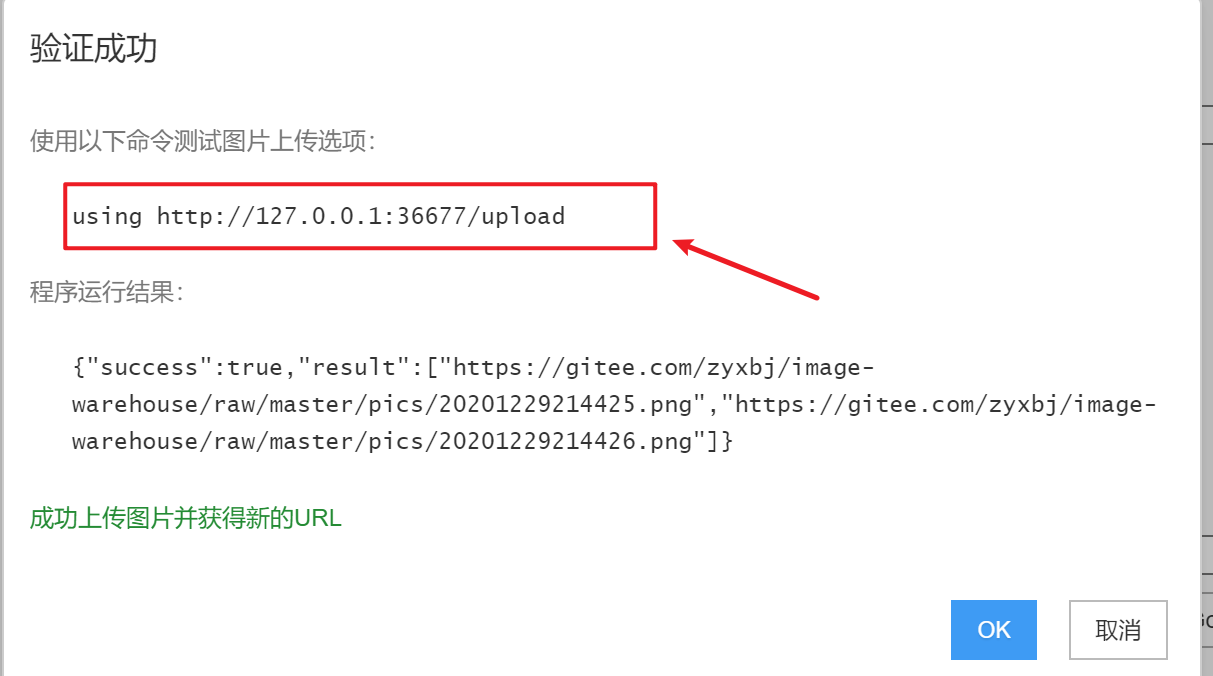 验证成功
使用以下命令测试图片上传选项：
using http://127.0.0.1:36677/upload
程序运行结果：
{"success":true,"result":["https://gitee.com/zyxbj/image-
warehouse/raw/master/pics/20201229214425.png","https://gitee.com/zyxbj/image-
warehouse/raw/master/pics/20201229214426.png"]}
成功上传图片并获得新的URL
OK
取消